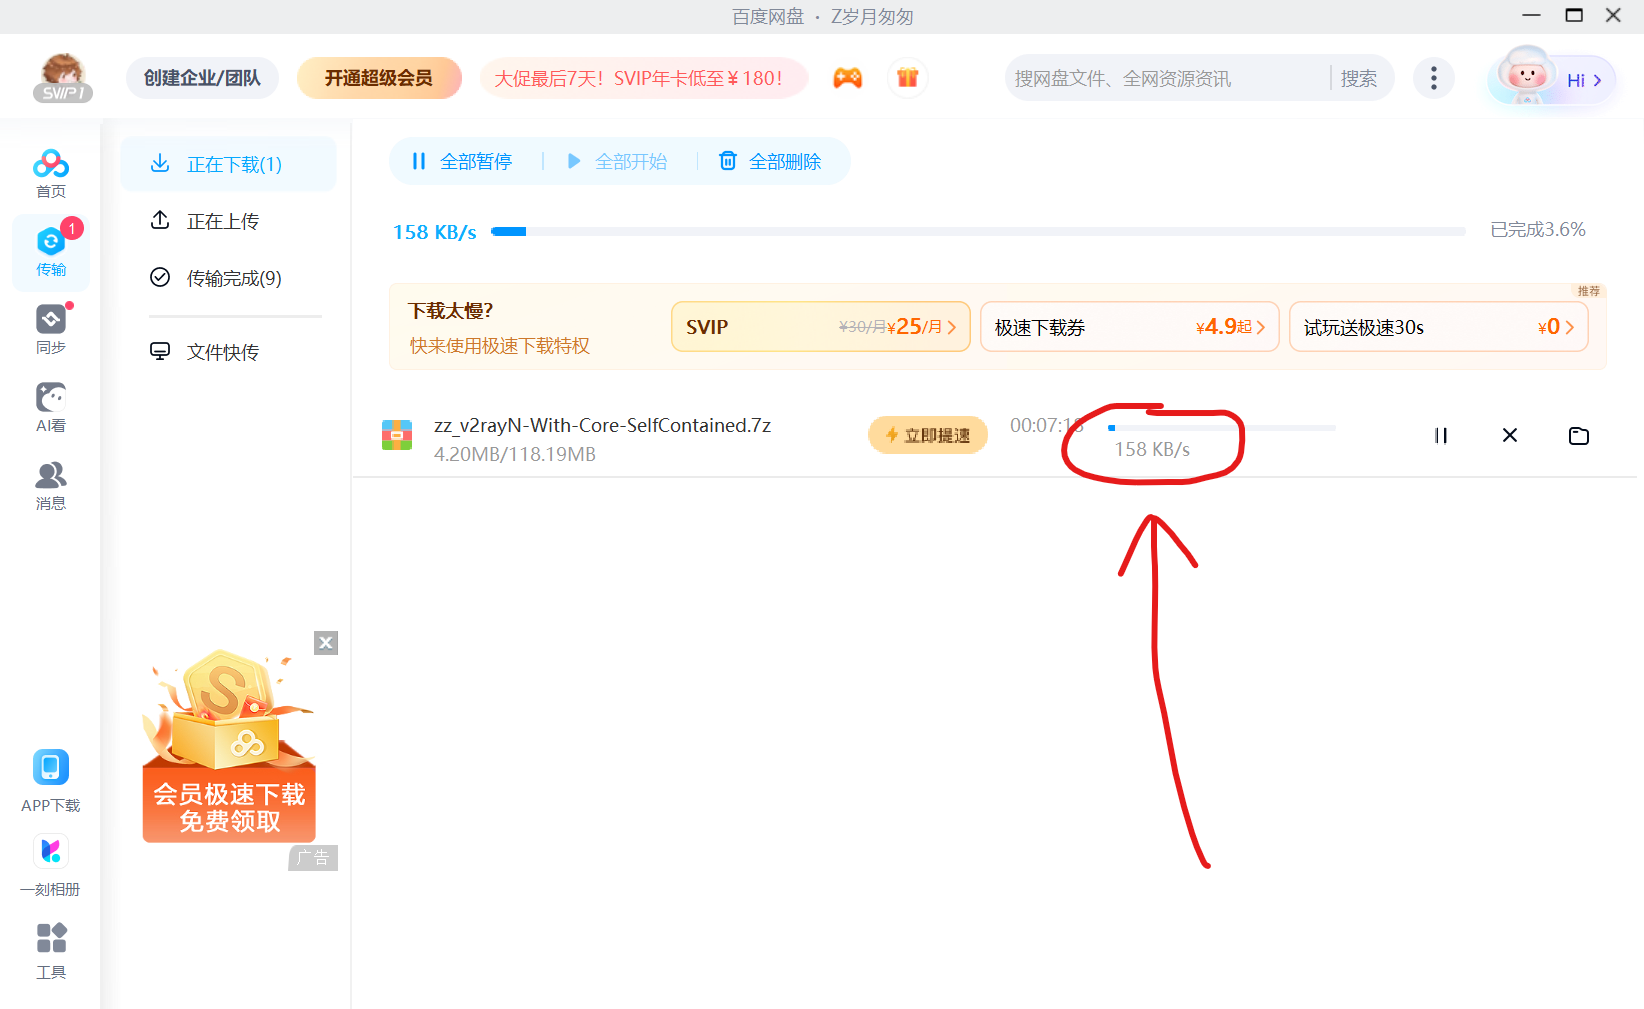 百度网盘 · Z岁月匆匆
SVIP1
创建企业/团队
开通超级会员
大促最后7天！SVIP年卡低至￥180！
搜网盘文件、全网资源资讯
搜索
Hi
首页
1
传输
同步
AI看
消息
APP下载
一刻相册
工具
正在下载(1)
正在上传
传输完成(9)
文件快传
会员极速下载
免费领取
广告
全部暂停
全部开始
全部删除
158 KB/s
已完成3.6%
下载太慢?
快来使用极速下载特权
SVIP
¥30/月¥25/月
极速下载券
¥4.9起
推荐
试玩送极速30s
¥0
zz_v2rayN-With-Core-SelfContained.7z
4.20MB/118.19MB
立即提速
00:07:18
158 KB/s